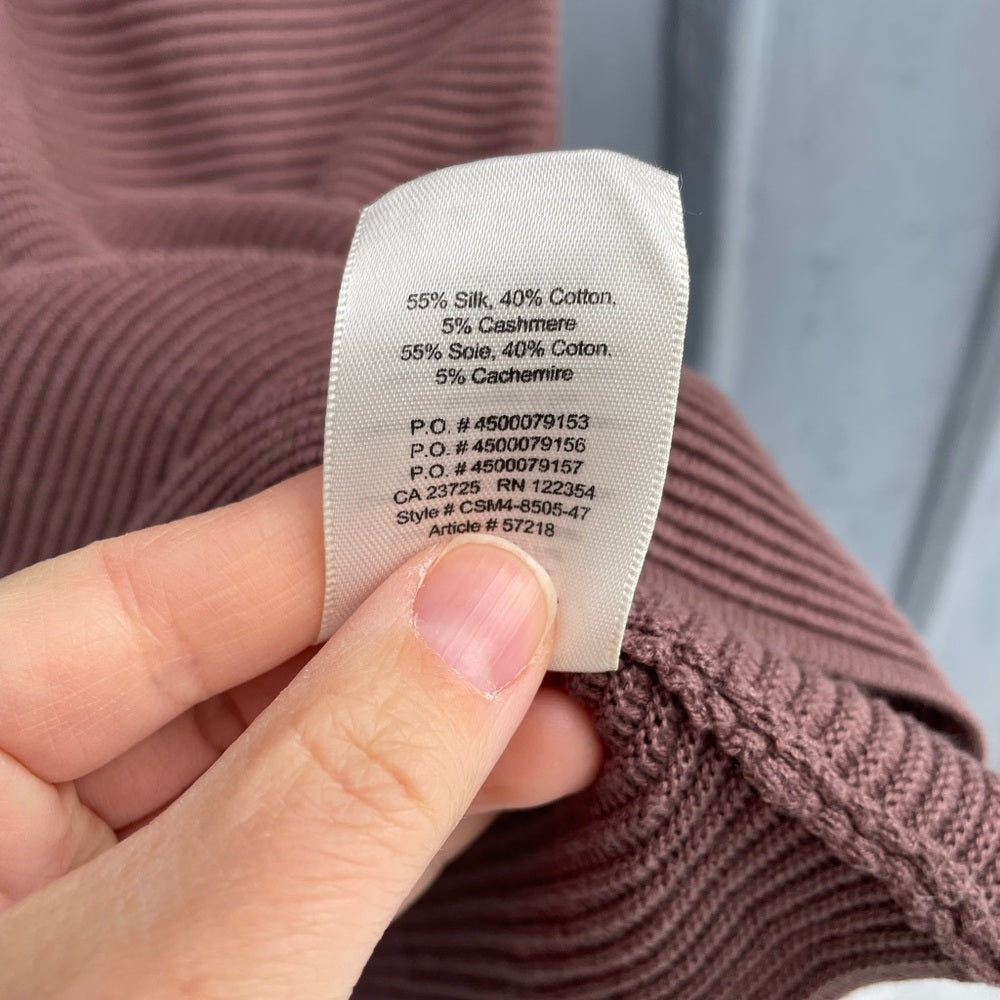 55% Silk, 40% Cotton,
5% Cashmere
55% Soie, 40% Coton,
5% Cachemire
P.O. # 4500079153
P.O. # 4500079156
P.O. # 4500079157
CA 23725 RN 122354
Style # CSM4-8505-47
Article # 57218